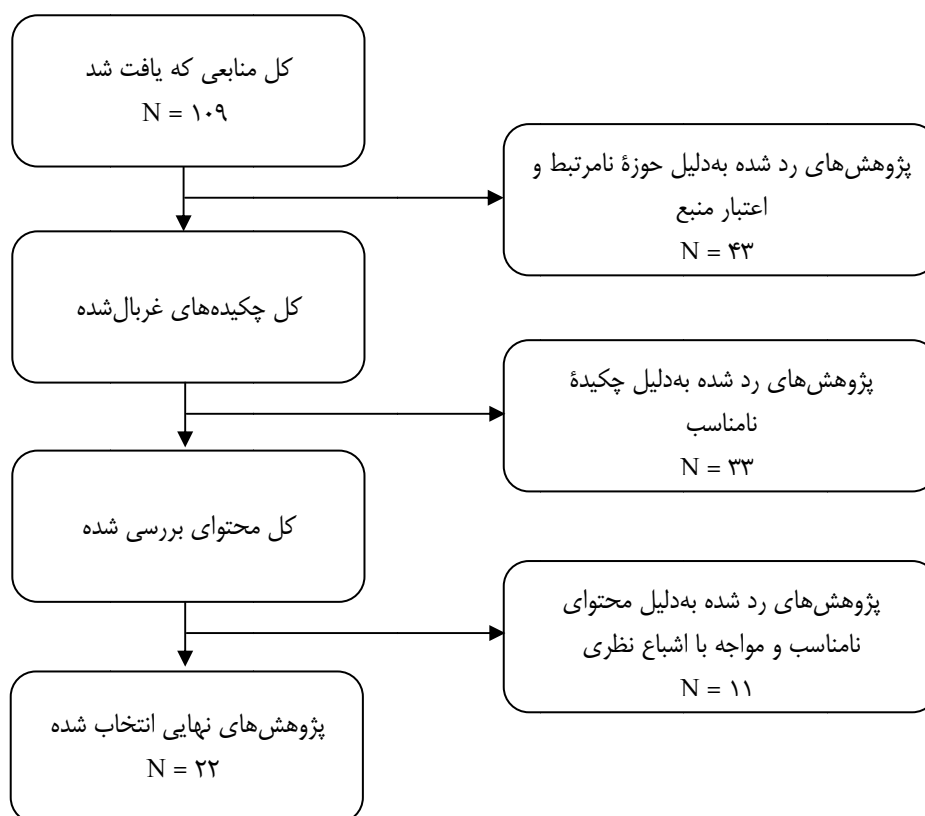 کل منابعی که یافت شد
N = ۱۰۹
پژوهش‌های رد شده به‌دلیل حوزۀ نامرتبط و
اعتبار منبع
N = ۴۳
کل چکیده‌های غربال‌شده
پژوهش‌های رد شده به‌دلیل چکیدۀ
نامناسب
N = ۳۳
کل محتوای بررسی شده
پژوهش‌های رد شده به‌دلیل محتوای
نامناسب و مواجه با اشباع نظری
N = ۱۱
پژوهش‌های نهایی انتخاب شده
N = ۲۲